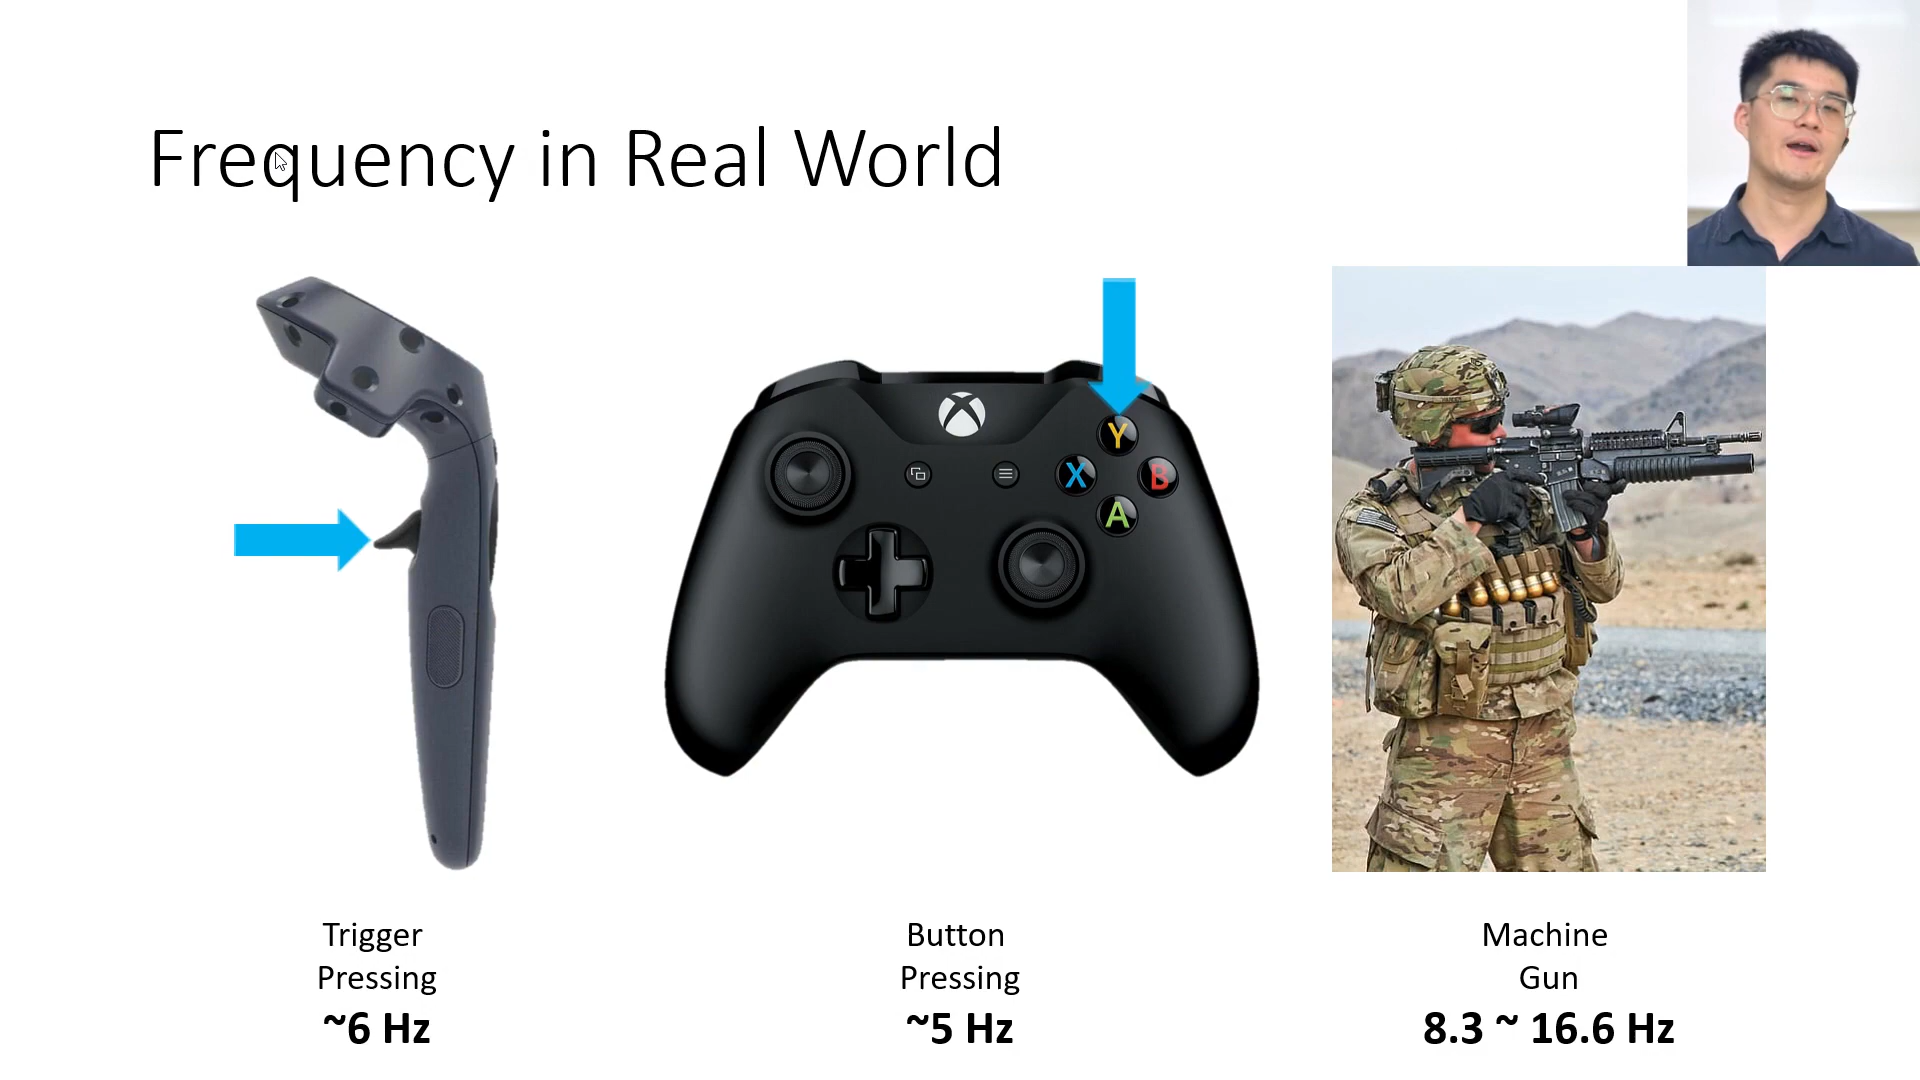 Frequency in Real World
Y
X
B
A
Trigger
Pressing
~6 Hz
Button
Pressing
~5 Hz
Machine
Gun
8.3 ~ 16.6 Hz